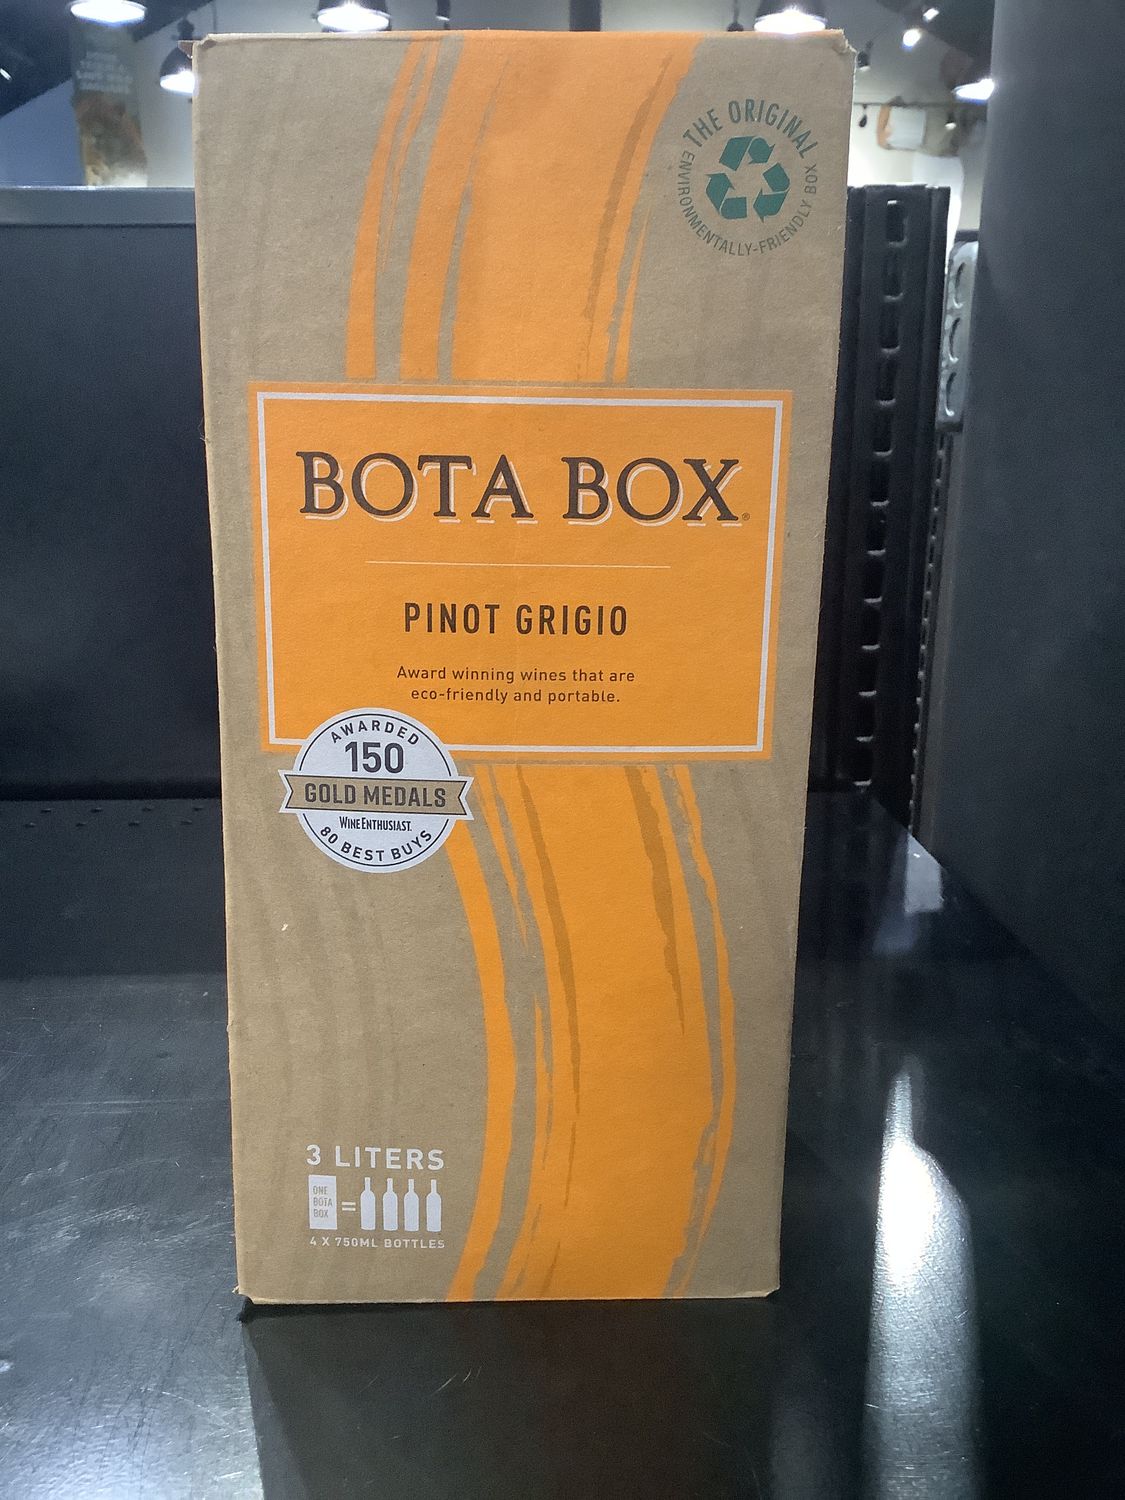 THE ORIGINAL
ENVIRONMENTALLY-FRIENDLY BOX
BOTA BOX®
PINOT GRIGIO
Award winning wines that are
eco-friendly and portable.
AWARDED
150
GOLD MEDALS
WINE ENTHUSIAST.
80 BEST BUYS
3 LITERS
ONE
BOTA
BOX
=
4 X 750ML BOTTLES